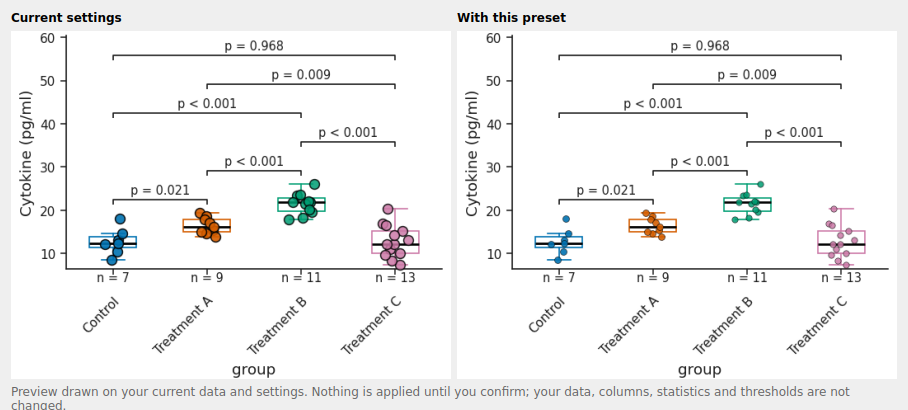 Current settings
With this preset
60
50
40
30
20
10
Cytokine (pg/ml)
p = 0.968
p = 0.009
p < 0.001
p < 0.001
p < 0.001
p = 0.021
n = 7
n = 9
n = 11
n = 13
Control
Treatment A
Treatment B
Treatment C
group
60
50
40
30
20
10
Cytokine (pg/ml)
p = 0.968
p = 0.009
p < 0.001
p < 0.001
p < 0.001
p = 0.021
n = 7
n = 9
n = 11
n = 13
Control
Treatment A
Treatment B
Treatment C
group
Preview drawn on your current data and settings. Nothing is applied until you confirm; your data, columns, statistics and thresholds are not
changed.